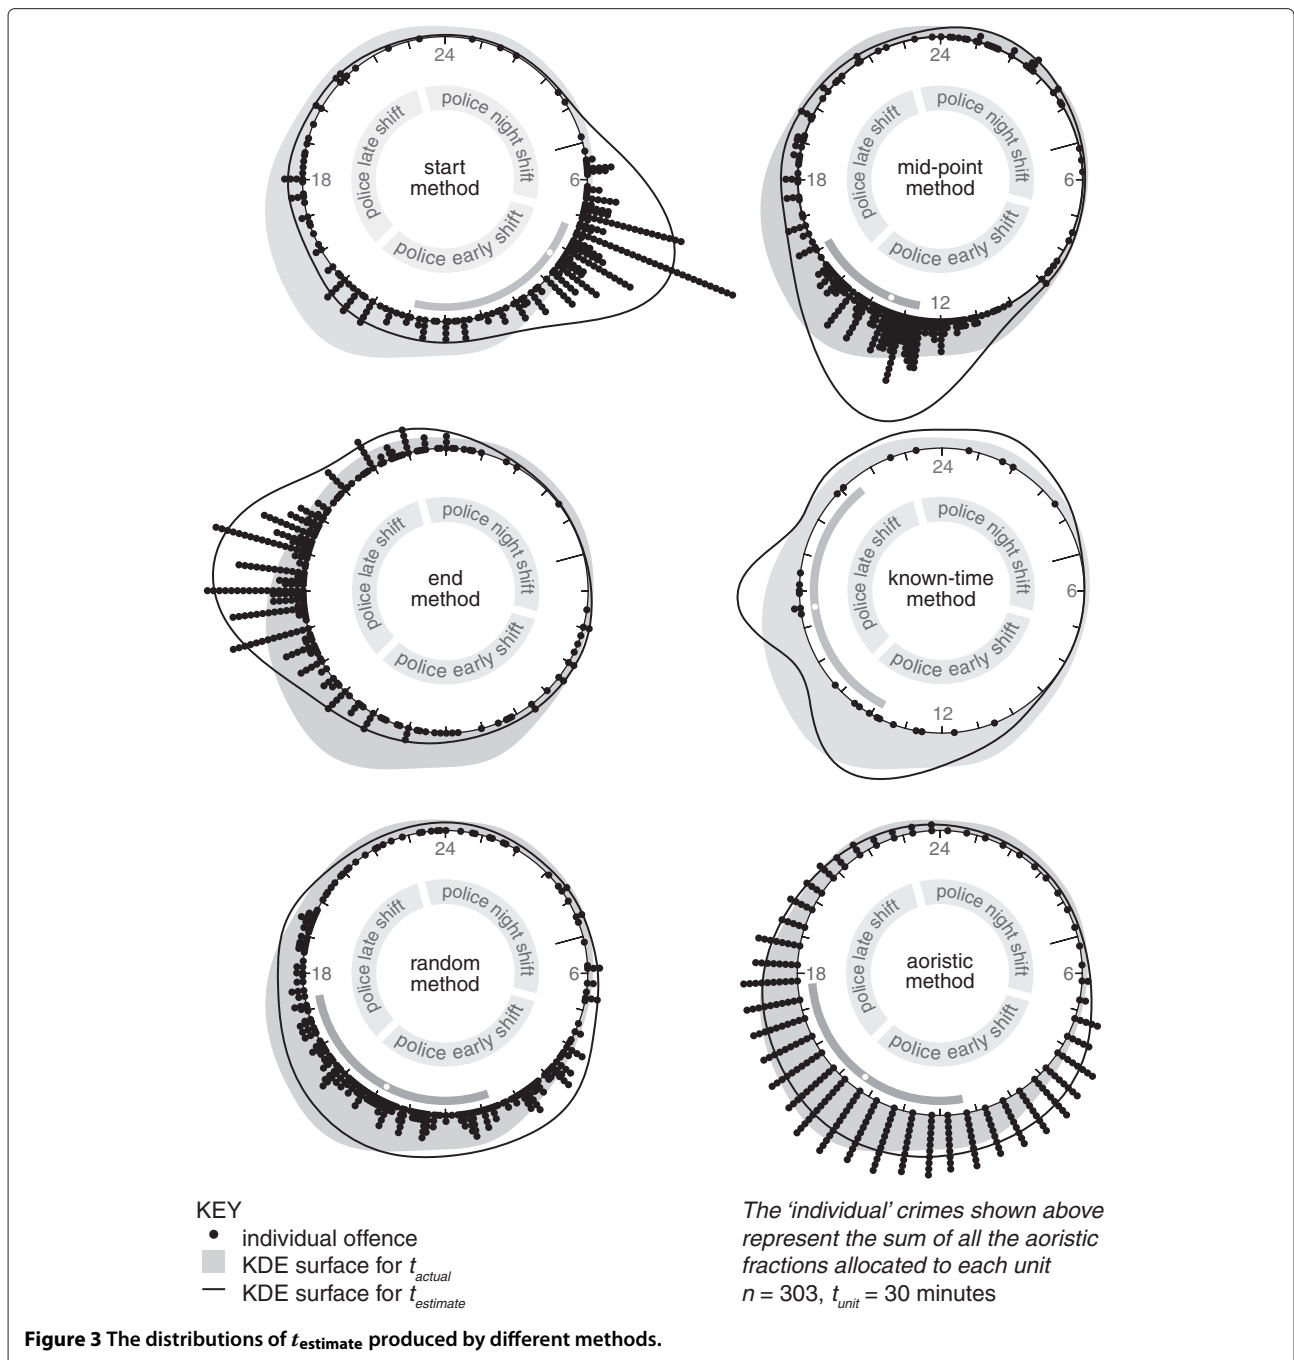 24
police night shift
police late shift
start
method
18
6
police early shift
24
police night shift
police late shift
mid-point
method
18
6
police early shift
12
police night shift
police late shift
end
method
police early shift
24
police night shift
police late shift
known-time
method
6
police early shift
12
24
police night shift
police late shift
random
method
18
6
police early shift
24
police night shift
police late shift
aoristic
method
18
6
police early shift
KEY
individual offence
KDE surface for t_actual
KDE surface for t_estimate
The ‘individual’ crimes shown above
represent the sum of all the aoristic
fractions allocated to each unit
n = 303, t_unit = 30 minutes
Figure 3 The distributions of t_estimate produced by different methods.